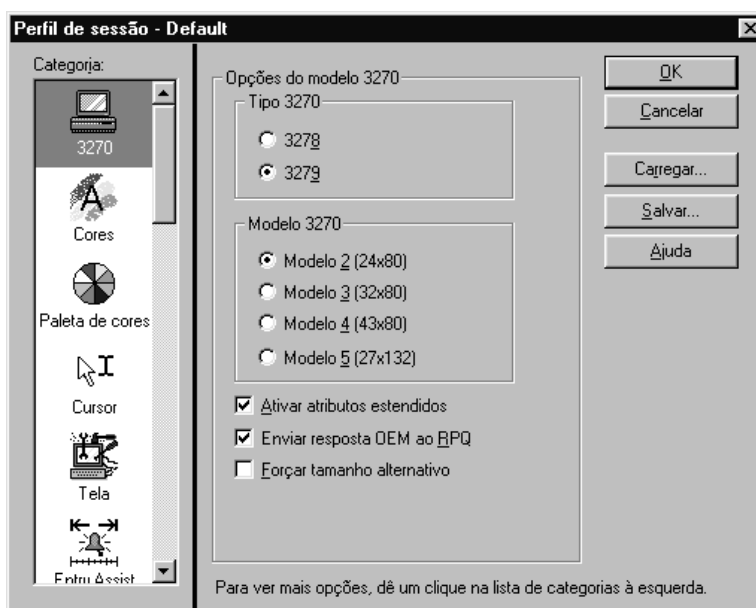 Perfil de sessão - Default
Categoria:
3270
Cores
Paleta de cores
Cursor
Tela
Entry Assist
Opções do modelo 3270
Tipo 3270
3278
3279
Modelo 3270
Modelo 2 (24x80)
Modelo 3 (32x80)
Modelo 4 (43x80)
Modelo 5 (27x132)
Ativar atributos estendidos
Enviar resposta OEM ao RPQ
Forçar tamanho alternativo
OK
Cancelar
Carregar...
Salvar...
Ajuda
Para ver mais opções, dê um clique na lista de categorias à esquerda.